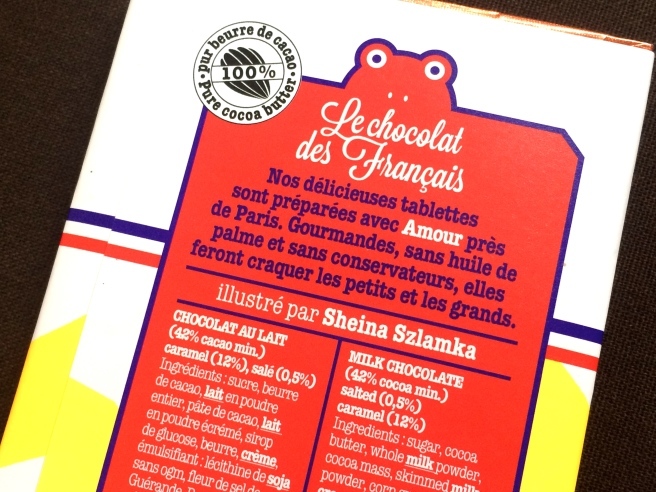 pur beurre de cacao
100%
Pure cocoa butter
Le chocolat
des Français
Nos délicieuses tablettes
sont préparées avec Amour près
de Paris. Gourmandes, sans huile de
palme et sans conservateurs, elles
feront craquer les petits et les grands.
illustré par Sheina Szlamka
CHOCOLAT AU LAIT
(42% cacao min.)
caramel (12%), salé (0,5%)
Ingrédients : sucre, beurre
de cacao, lait en poudre
entier, pâte de cacao, lait
en poudre écrémé, sirop
de glucose, beurre, crème,
émulsifiant : lécithine de soja
sans ogm, fleur de sel de
Guérande.
MILK CHOCOLATE
(42% cocoa min.)
salted (0,5%)
caramel (12%)
Ingredients : sugar, cocoa
butter, whole milk powder,
cocoa mass, skimmed milk
powder, corn